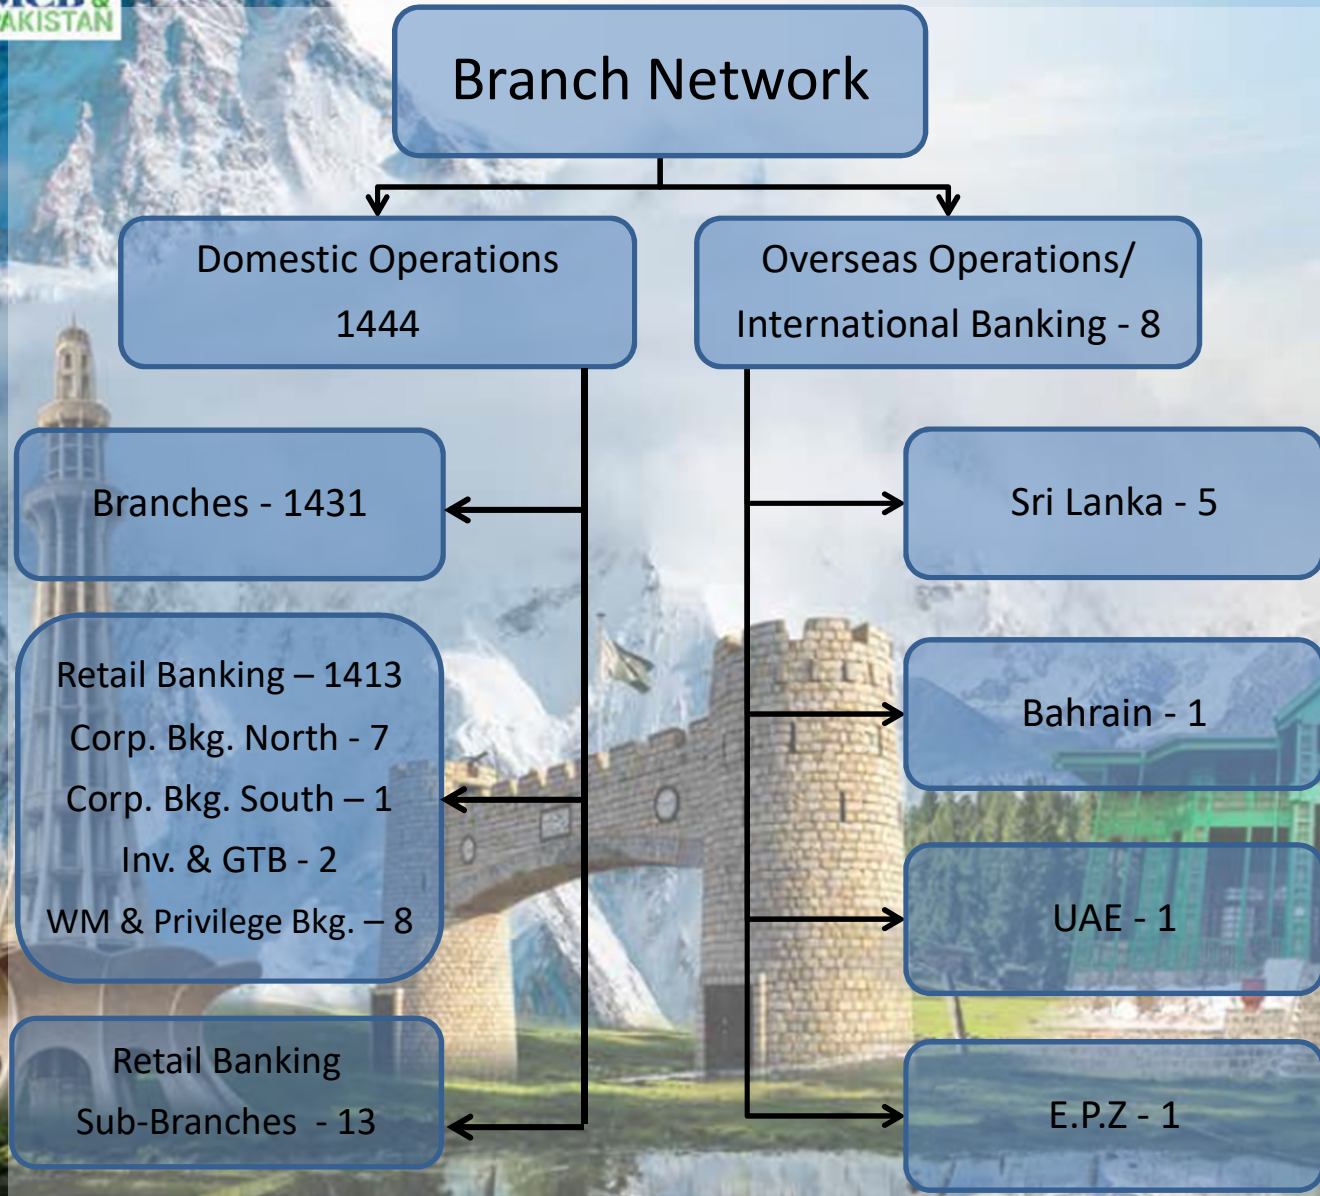 PAKISTAN
Branch Network
Domestic Operations
1444
Overseas Operations/
International Banking - 8
Branches - 1431
Sri Lanka - 5
Retail Banking – 1413
Corp. Bkg. North - 7
Corp. Bkg. South – 1
Inv. & GTB - 2
WM & Privilege Bkg. – 8
Bahrain - 1
UAE - 1
Retail Banking
Sub-Branches - 13
E.P.Z - 1